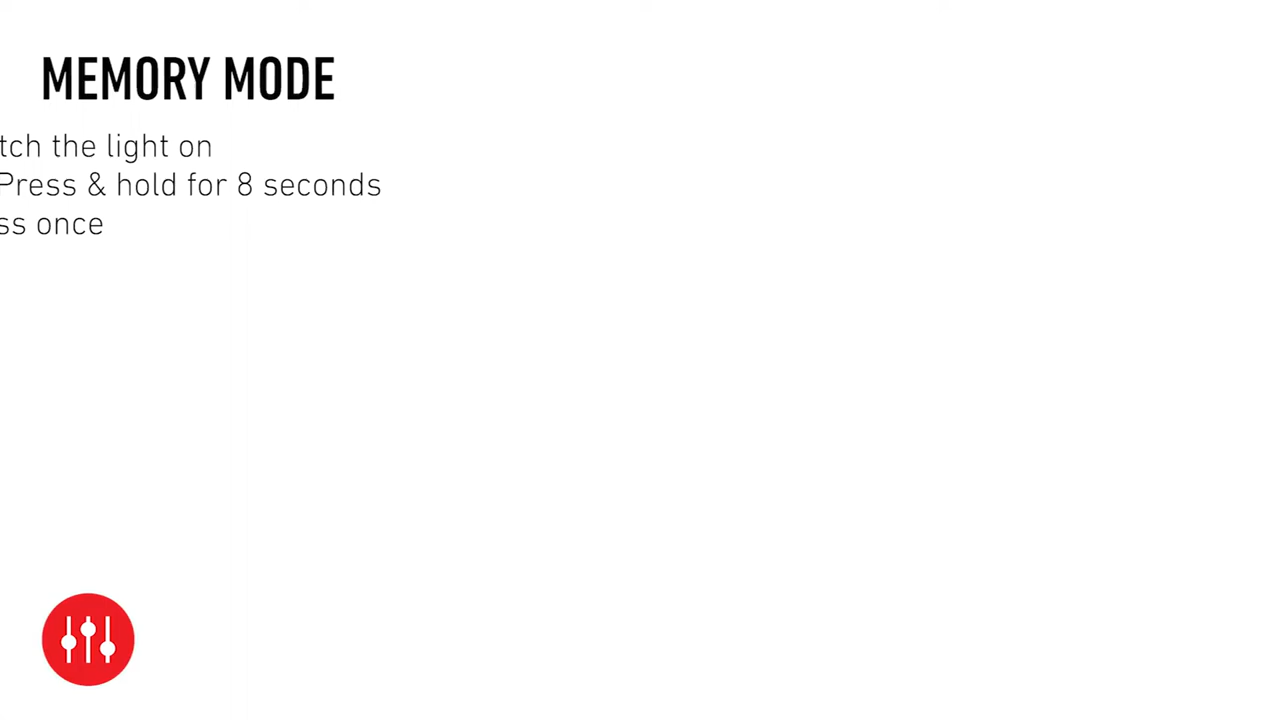 MEMORY MODE
tch the light on
Press & hold for 8 seconds
ss once